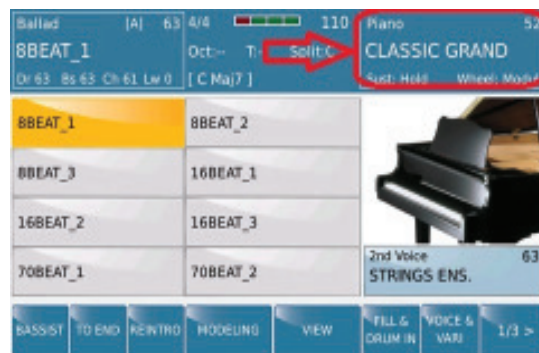 Ballad [A] 63
8BEAT_1
Dr 63 Bs 63 Ch 61 Lw 0
4/4 110
Oct:-- T:- Split:C
[ C Maj7 ]
Piano 52
CLASSIC GRAND
Sust: Hold Wheel:
8BEAT_1 8BEAT_2
8BEAT_3 16BEAT_1
16BEAT_2 16BEAT_3
70BEAT_1 70BEAT_2
2nd Voice 63
STRINGS ENS.
BASSIST TO END REINTRO MODELING VIEW FILL & DRUM IN VOICE & VARI 1/3 >